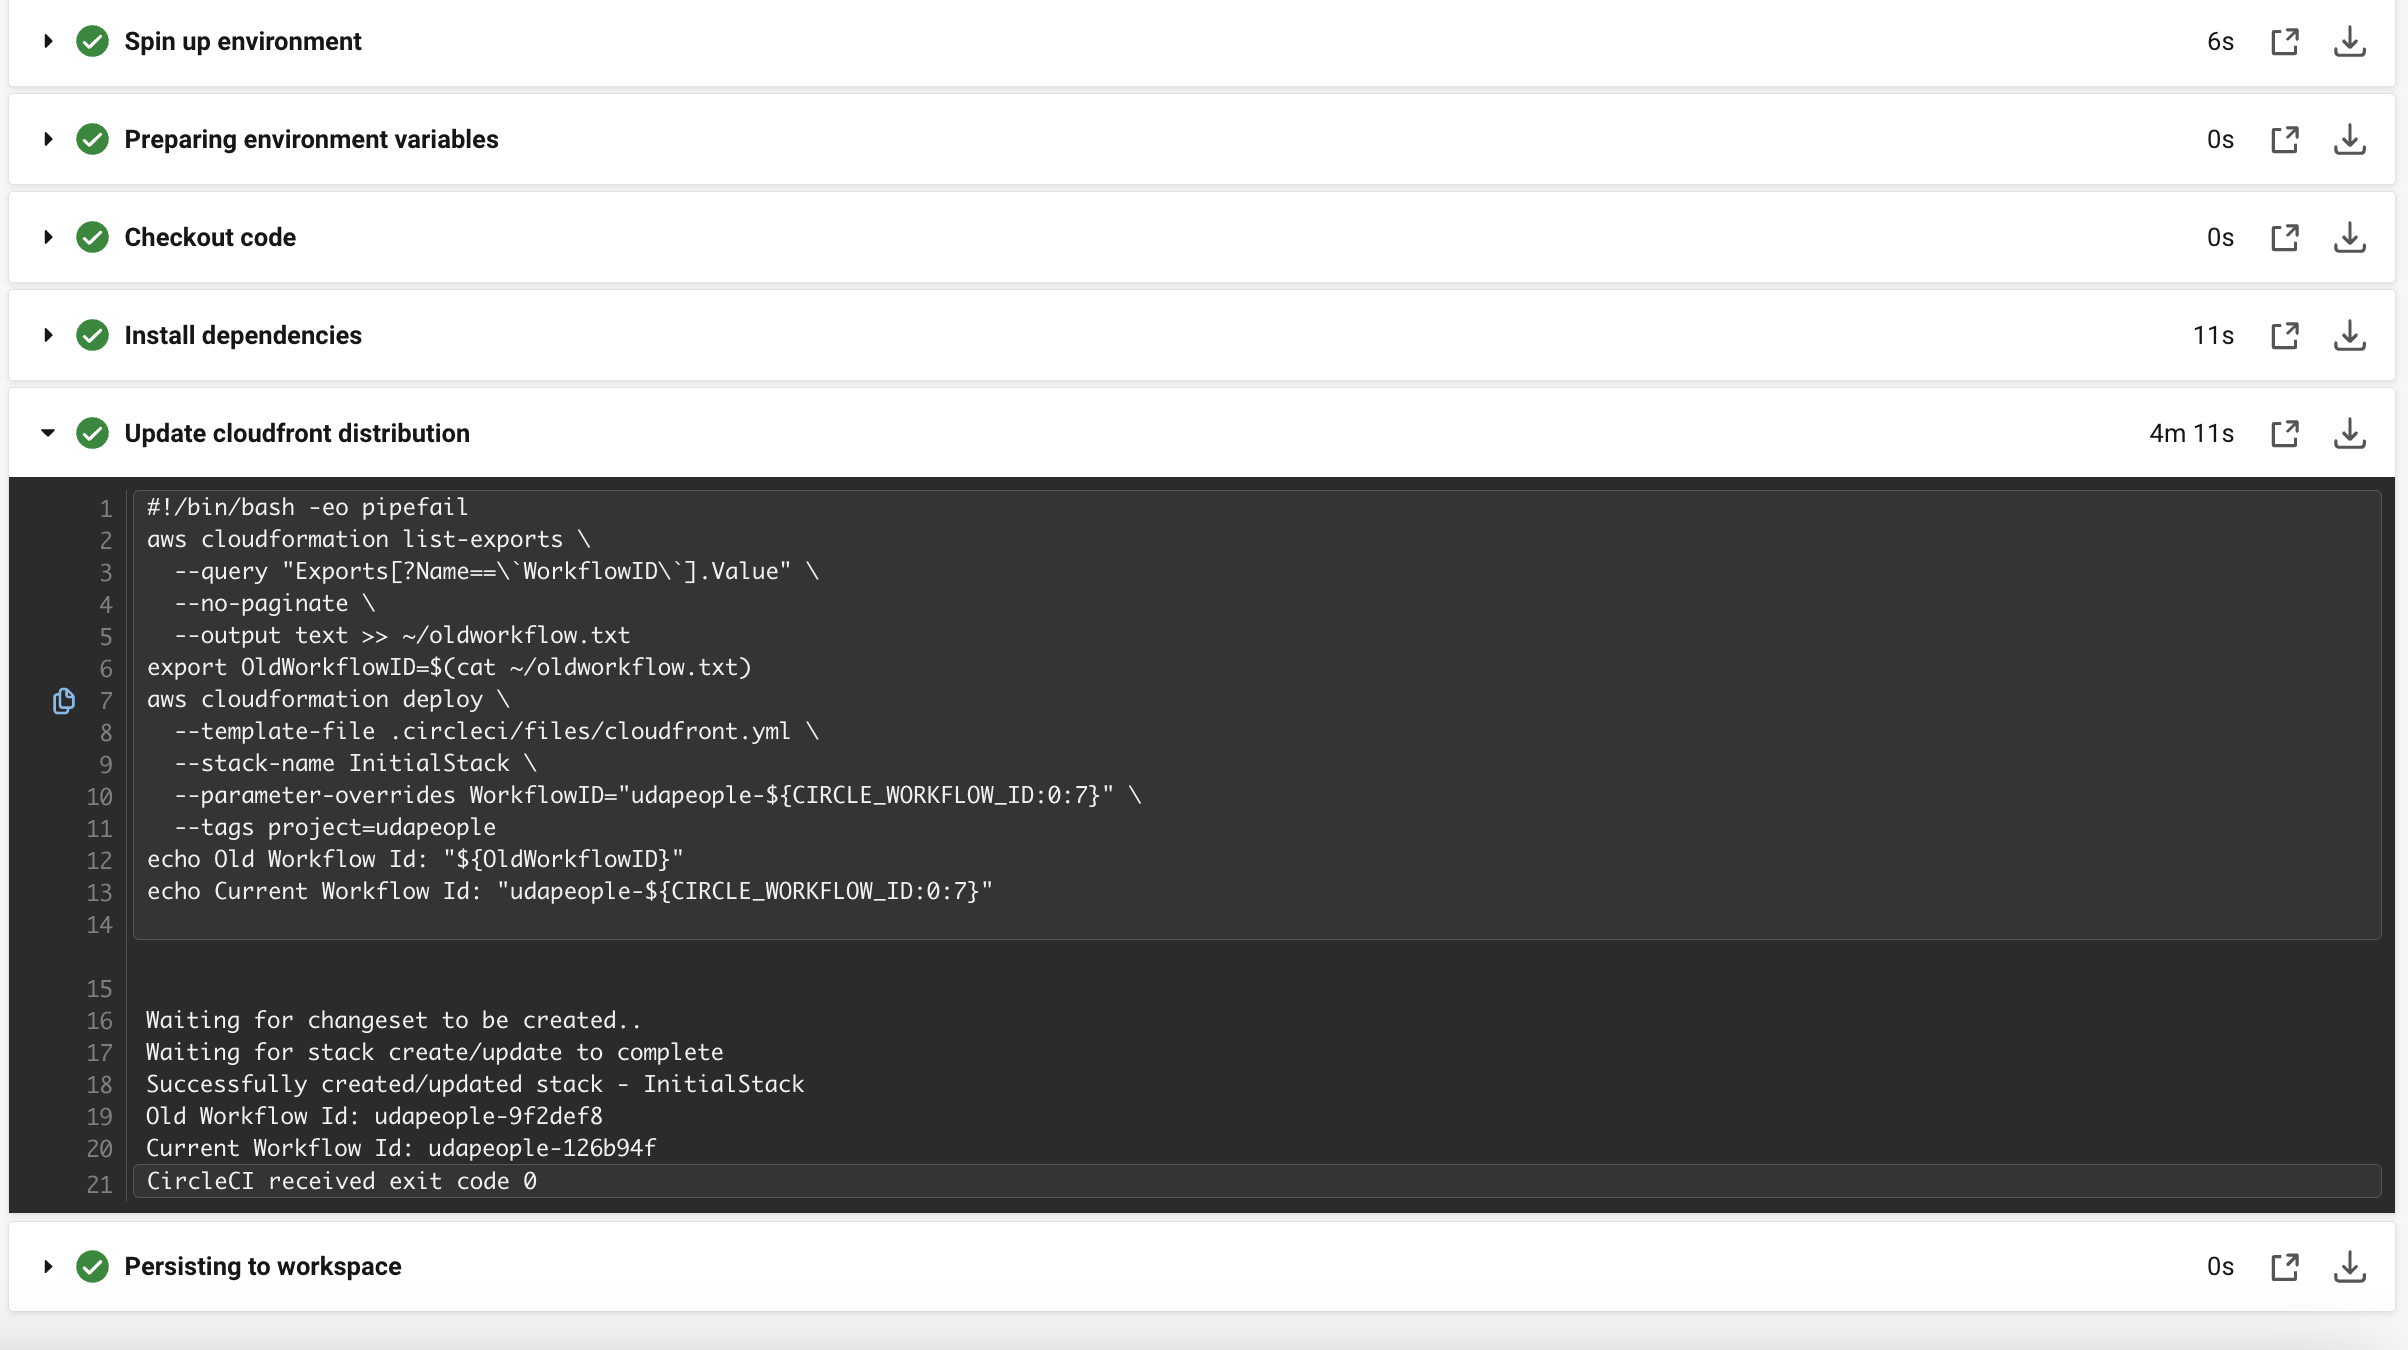 Spin up environment 6s
Preparing environment variables 0s
Checkout code 0s
Install dependencies 11s
Update cloudfront distribution 4m 11s
1 #!/bin/bash -eo pipefail
2 aws cloudformation list-exports \
3   --query "Exports[?Name==\`WorkflowID\`].Value" \
4   --no-paginate \
5   --output text >> ~/oldworkflow.txt
6 export OldWorkflowID=$(cat ~/oldworkflow.txt)
7 aws cloudformation deploy \
8   --template-file .circleci/files/cloudfront.yml \
9   --stack-name InitialStack \
10   --parameter-overrides WorkflowID="udapeople-${CIRCLE_WORKFLOW_ID:0:7}" \
11   --tags project=udapeople
12 echo Old Workflow Id: "${OldWorkflowID}"
13 echo Current Workflow Id: "udapeople-${CIRCLE_WORKFLOW_ID:0:7}"
14
15
16 Waiting for changeset to be created..
17 Waiting for stack create/update to complete
18 Successfully created/updated stack - InitialStack
19 Old Workflow Id: udapeople-9f2def8
20 Current Workflow Id: udapeople-126b94f
21 CircleCI received exit code 0
Persisting to workspace 0s